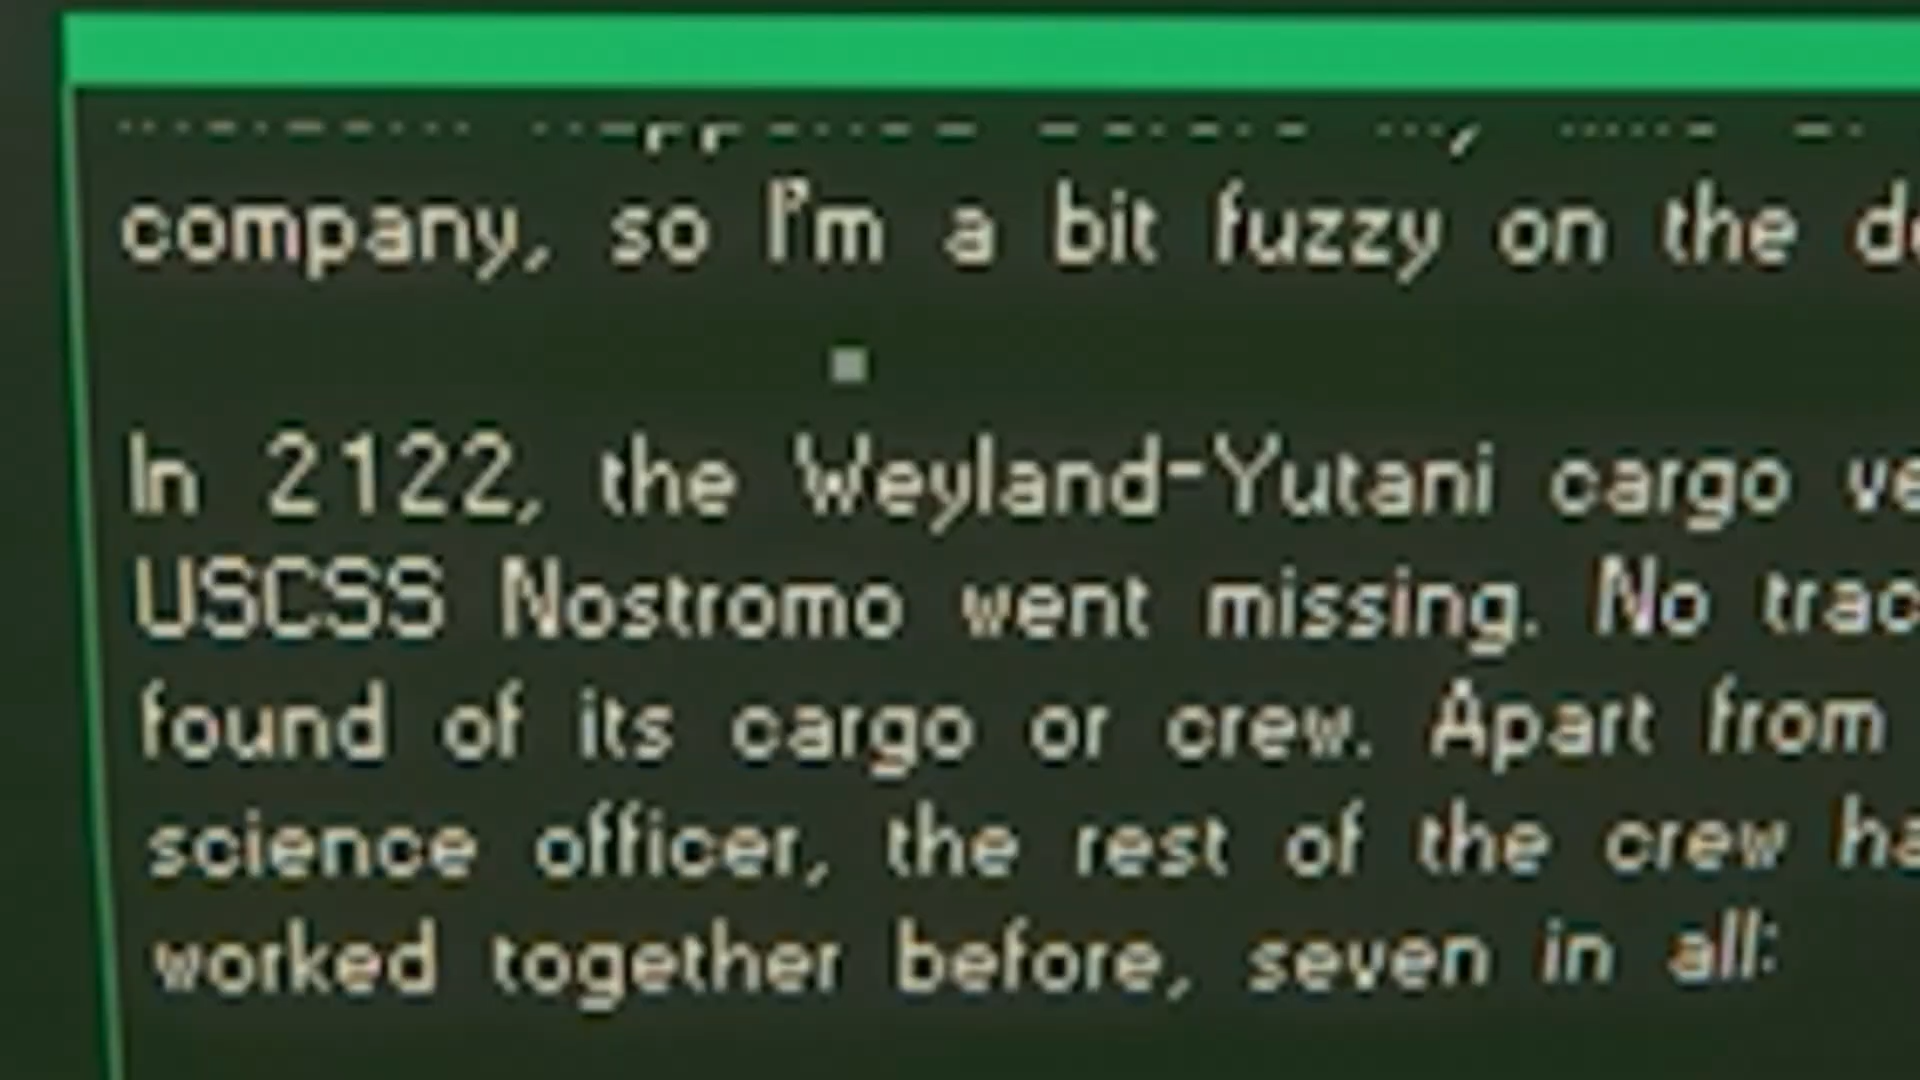 company, so I'm a bit fuzzy on the
In 2122, the Weyland-Yutani cargo
USCSS Nostromo went missing. No
found of its cargo or crew. Apart from
science officer, the rest of the crew
worked together before, seven in all: